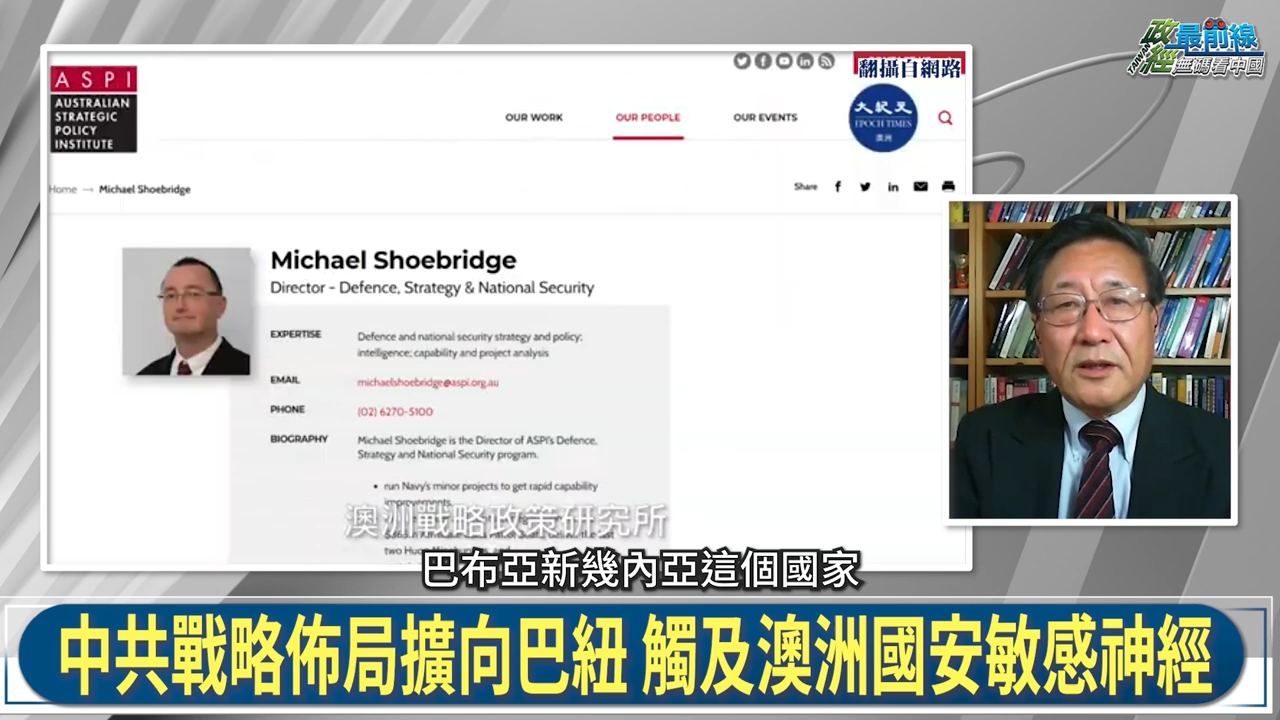 政經最前線
無碼看中國
翻攝自網路
ASPI
AUSTRALIAN
STRATEGIC
POLICY
INSTITUTE
OUR WORK
OUR PEOPLE
OUR EVENTS
大紀元
EPOCH TIMES
澳洲
Home → Michael Shoebridge
Share
Michael Shoebridge
Director - Defence, Strategy & National Security
EXPERTISE
Defence and national security strategy and policy;
intelligence; capability and project analysis
EMAIL
michaelshoebridge@aspi.org.au
PHONE
(02) 6270-5100
BIOGRAPHY
Michael Shoebridge is the Director of ASPI's Defence,
Strategy and National Security program.
• run Navy's minor projects to get rapid capability
improvements
澳洲戰略政策研究所
two
巴布亞新幾內亞這個國家
中共戰略佈局擴向巴紐 觸及澳洲國安敏感神經